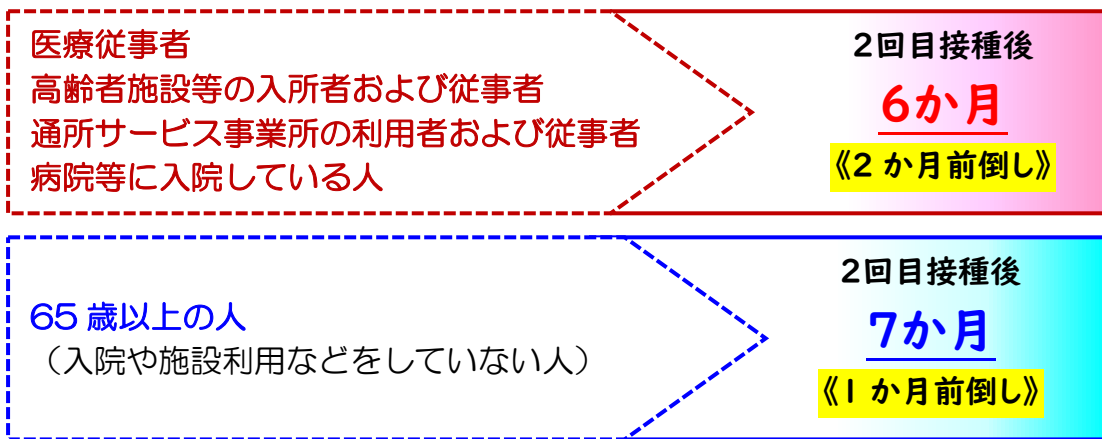 医療従事者
高齢者施設等の入所者および従事者
通所サービス事業所の利用者および従事者
病院等に入院している人
2回目接種後
6か月
《2 か月前倒し》
65 歳以上の人
（入院や施設利用などをしていない人）
2回目接種後
7か月
《1 か月前倒し》